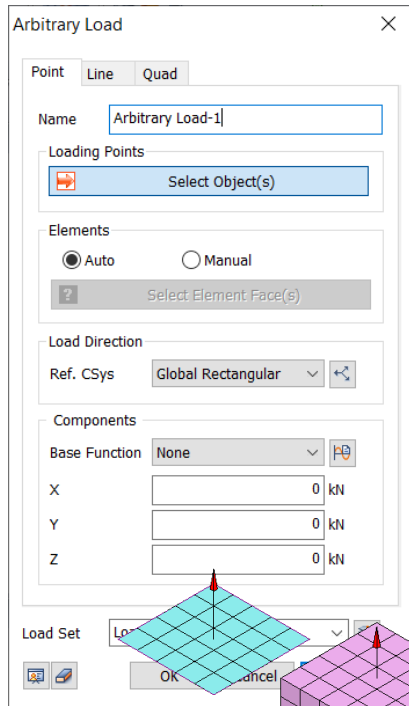 Arbitrary Load
Point Line Quad
Name Arbitrary Load-1
Loading Points
Select Object(s)
Elements
Auto Manual
? Select Element Face(s)
Load Direction
Ref. CSys Global Rectangular
Components
Base Function None
X 0 kN
Y 0 kN
Z 0 kN
Load Set
OK